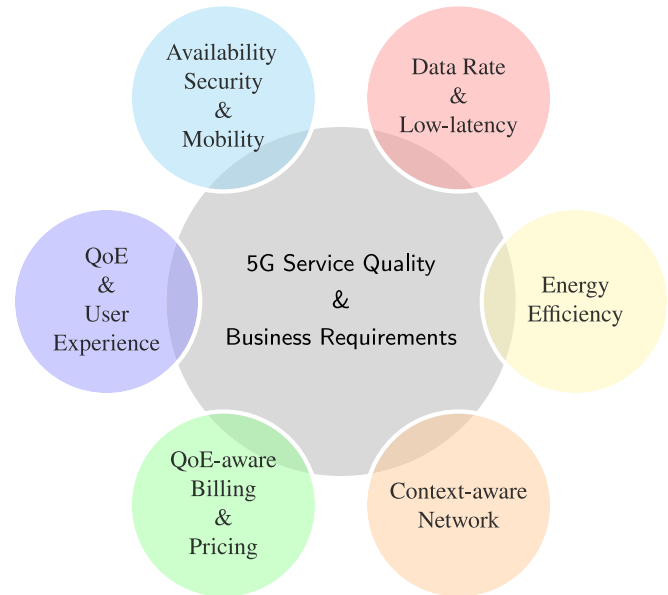 Availability
Security
&
Mobility
Data Rate
&
Low-latency
QoE
&
User
Experience
5G Service Quality
&
Business Requirements
Energy
Efficiency
QoE-aware
Billing
&
Pricing
Context-aware
Network